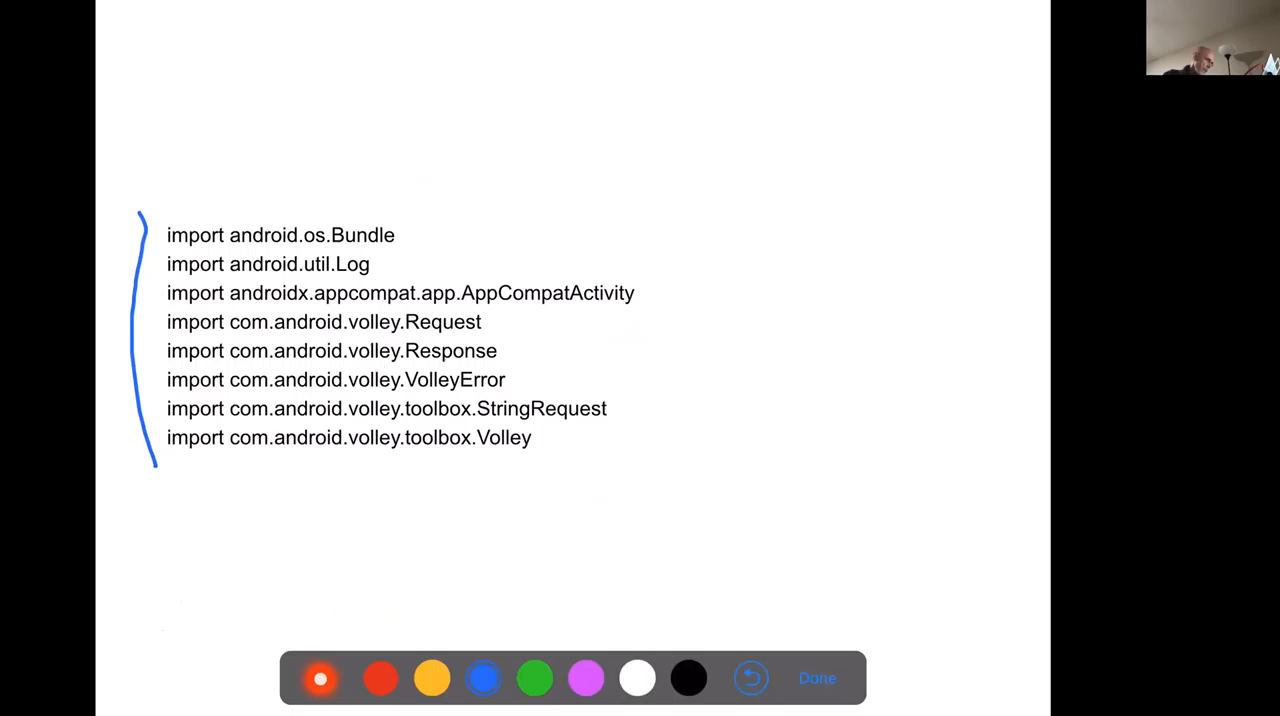 import android.os.Bundle
import android.util.Log
import androidx.appcompat.app.AppCompatActivity
import com.android.volley.Request
import com.android.volley.Response
import com.android.volley.VolleyError
import com.android.volley.toolbox.StringRequest
import com.android.volley.toolbox.Volley
Done